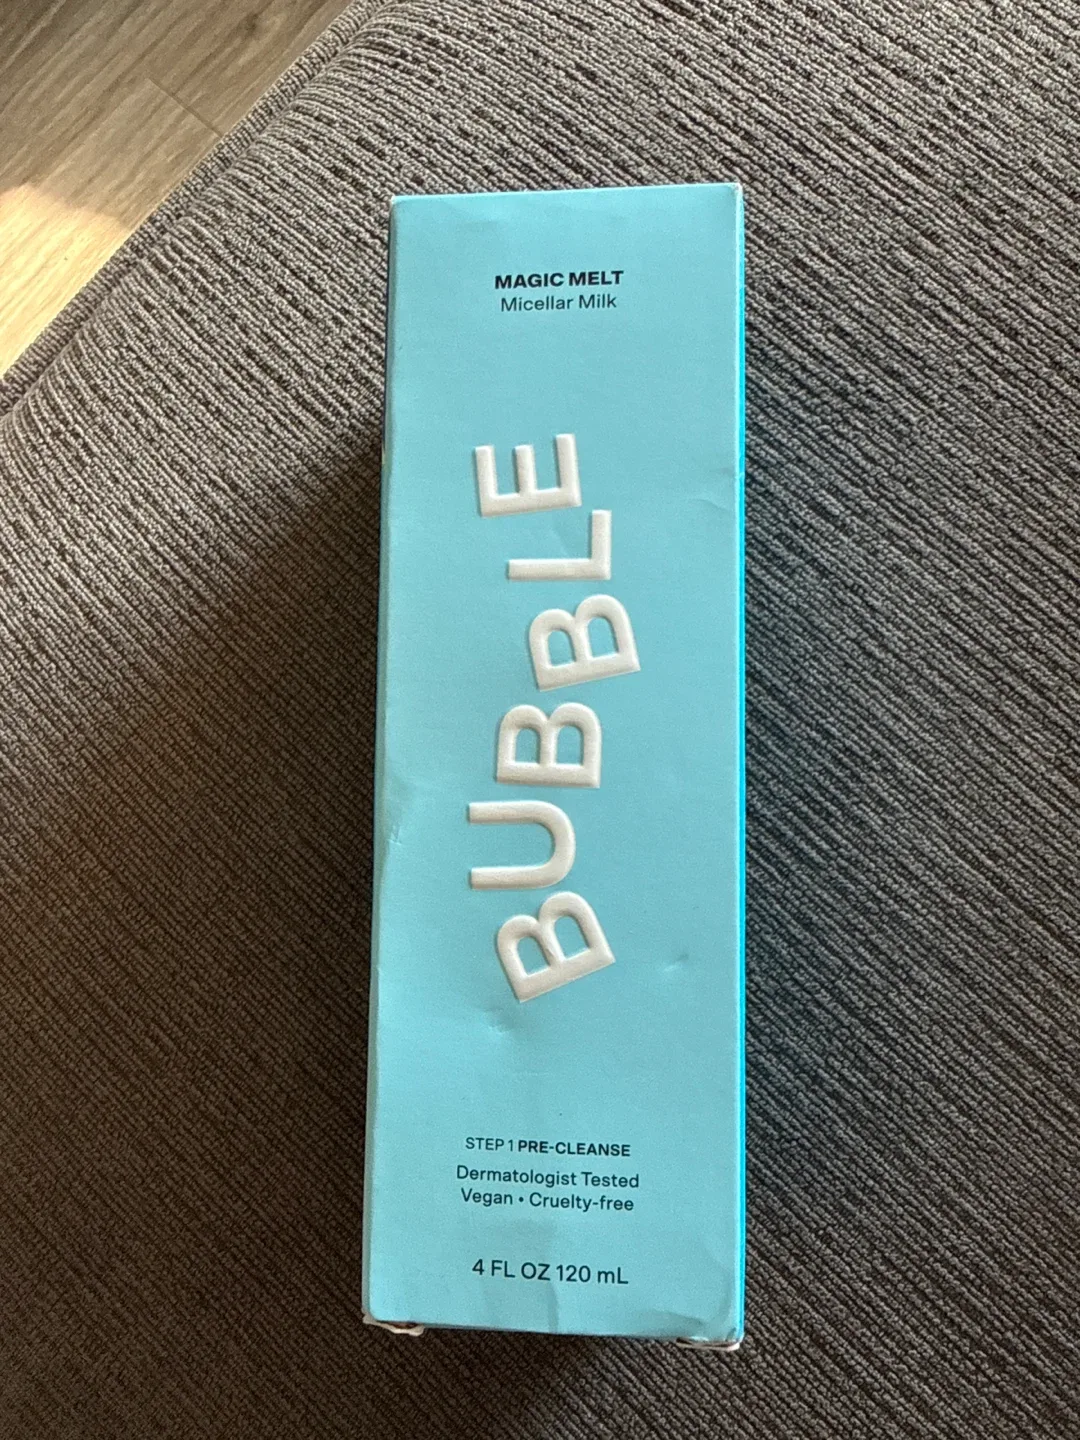 MAGIC MELT
Micellar Milk
BUBBLE
STEP 1 PRE-CLEANSE
Dermatologist Tested
Vegan • Cruelty-free
4 FL OZ 120 mL